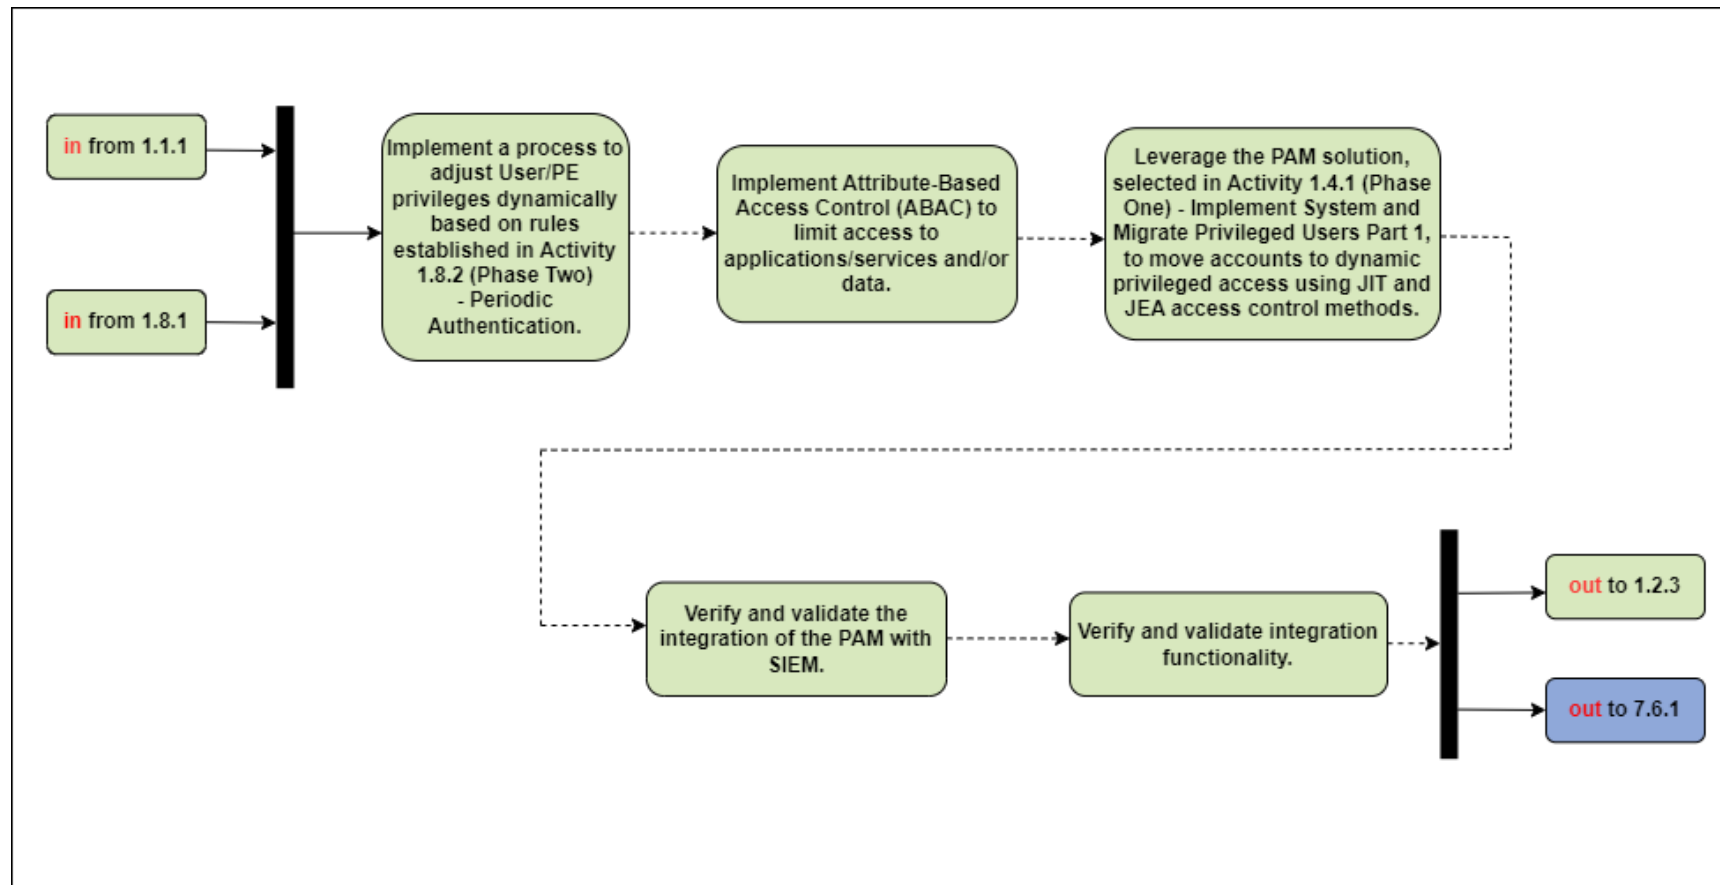 in from 1.1.1
in from 1.8.1
Implement a process to
adjust User/PE
privileges dynamically
based on rules
established in Activity
1.8.2 (Phase Two)
- Periodic
Authentication.
Implement Attribute-Based
Access Control (ABAC) to
limit access to
applications/services and/or
data.
Leverage the PAM solution,
selected in Activity 1.4.1 (Phase
One) - Implement System and
Migrate Privileged Users Part 1,
to move accounts to dynamic
privileged access using JIT and
JEA access control methods.
Verify and validate the
integration of the PAM with
SIEM.
Verify and validate integration
functionality.
out to 1.2.3
out to 7.6.1